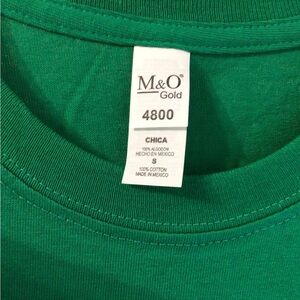 M&O®
Gold
4800
CHICA
100% ALGODON
HECHO EN MEXICO
S
100% COTTON
MADE IN MEXICO